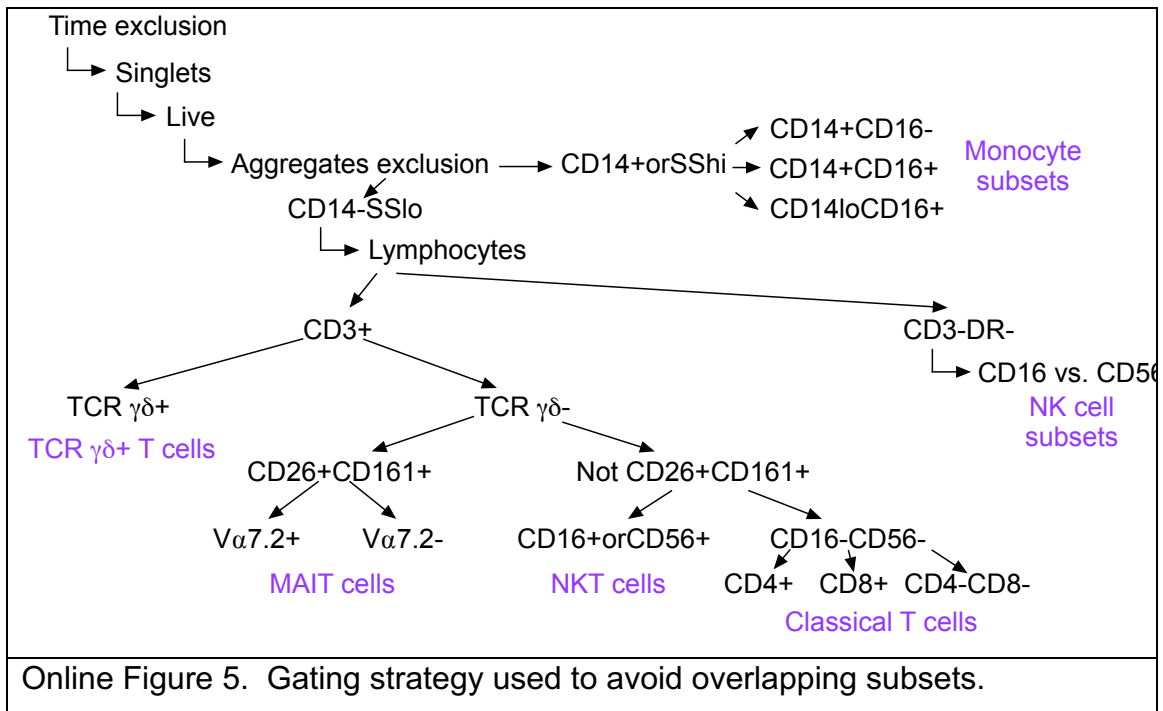 Time exclusion
Singlets
Live
Aggregates exclusion
CD14+orSShi
CD14+CD16-
CD14+CD16+
CD14loCD16+
Monocyte
subsets
CD14-SSlo
Lymphocytes
CD3+
CD3-DR-
CD16 vs. CD56
NK cell
subsets
TCR γδ+
TCR γδ+ T cells
TCR γδ-
CD26+CD161+
Not CD26+CD161+
Vα7.2+
Vα7.2-
MAIT cells
CD16+orCD56+
NKT cells
CD16-CD56-
CD4+
CD8+
CD4-CD8-
Classical T cells
Online Figure 5. Gating strategy used to avoid overlapping subsets.